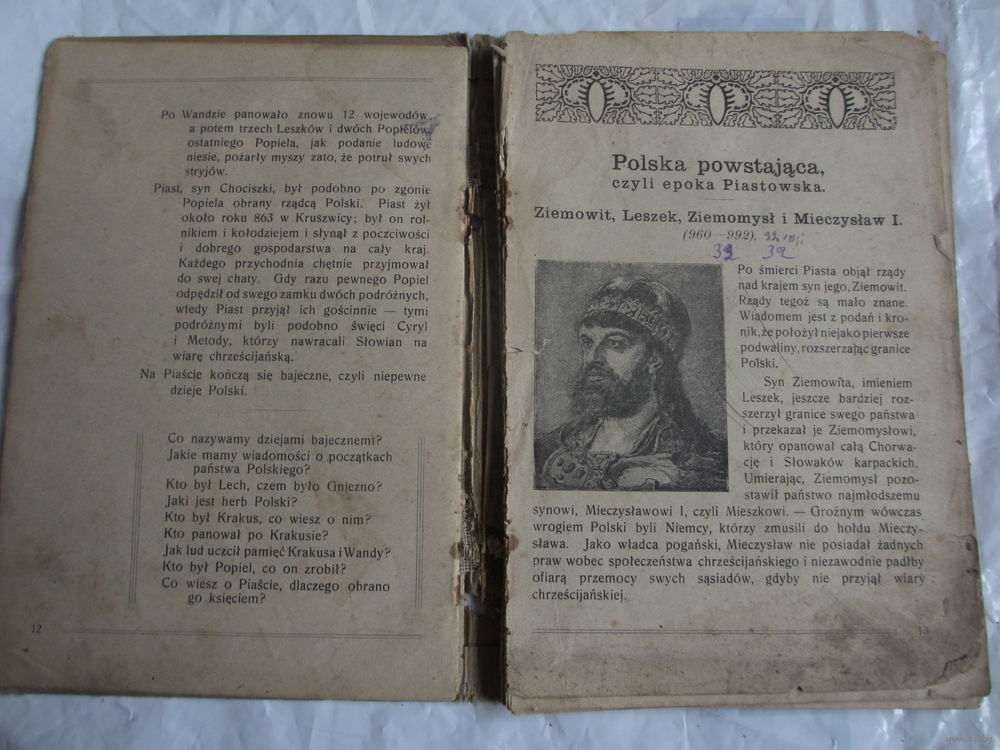 Po Wandzie panowało znowu 12 wojewodów,
a potem trzech Leszków i dwóch Popielów,
ostatniego Popiela, jak podanie ludowe
niesie, pożarły myszy zato, że potruł swych
stryjów.
Piast, syn Chociszki, był podobno po zgonie
Popiela obrany rządcą Polski. Piast żył
około roku 863 w Kruszwicy; był on rol-
nikiem i kołodziejem i słynął z poczciwości
i dobrego gospodarstwa na cały kraj.
Każdego przychodnia chętnie przyjmował
do swej chaty. Gdy razu pewnego Popiel
odpędził od swego zamku dwóch podróżnych,
wtedy Piast przyjął ich gościnnie — tymi
podróżnymi byli podobno święci Cyryl
i Metody, którzy nawracali Słowian na
wiarę chrześcijańską.
Na Piaście kończą się bajeczne, czyli niepewne
dzieje Polski.
Co nazywamy dziejami bajecznemi?
Jakie mamy wiadomości o początkach
państwa Polskiego?
Kto był Lech, czem było Gniezno?
Jaki jest herb Polski?
Kto był Krakus, co wiesz o nim?
Kto panował po Krakusie?
Jak lud uczcił pamięć Krakusa i Wandy?
Kto był Popiel, co on zrobił?
Co wiesz o Piaście, dlaczego obrano
go księciem?
12
Polska powstająca,
czyli epoka Piastowska.
Ziemowit, Leszek, Ziemomysł i Mieczysław I.
(960—992). 32
32 32
Po śmierci Piasta objął rządy
nad krajem syn jego, Ziemowit.
Rządy tegoż są mało znane.
Wiadomem jest z podań i kro-
nik, że położył niejako pierwsze
podwaliny, rozszerzając granice
Polski.
Syn Ziemowita, imieniem
Leszek, jeszcze bardziej roz-
szerzył granice swego państwa
i przekazał je Ziemomysłowi,
który opanował całą Chorwa-
cję i Słowaków karpackich.
Umierając, Ziemomysł pozo-
stawił państwo najmłodszemu
synowi, Mieczysławowi I, czyli Mieszkowi. — Groźnym wówczas
wrogiem Polski byli Niemcy, którzy zmusili do hołdu Mieczy-
sława. Jako władca pogański, Mieczysław nie posiadał żadnych
praw wobec społeczeństwa chrześcijańskiego i niezawodnie padłby
ofiarą przemocy swych sąsiadów, gdyby nie przyjął wiary
chrześcijańskiej.
13